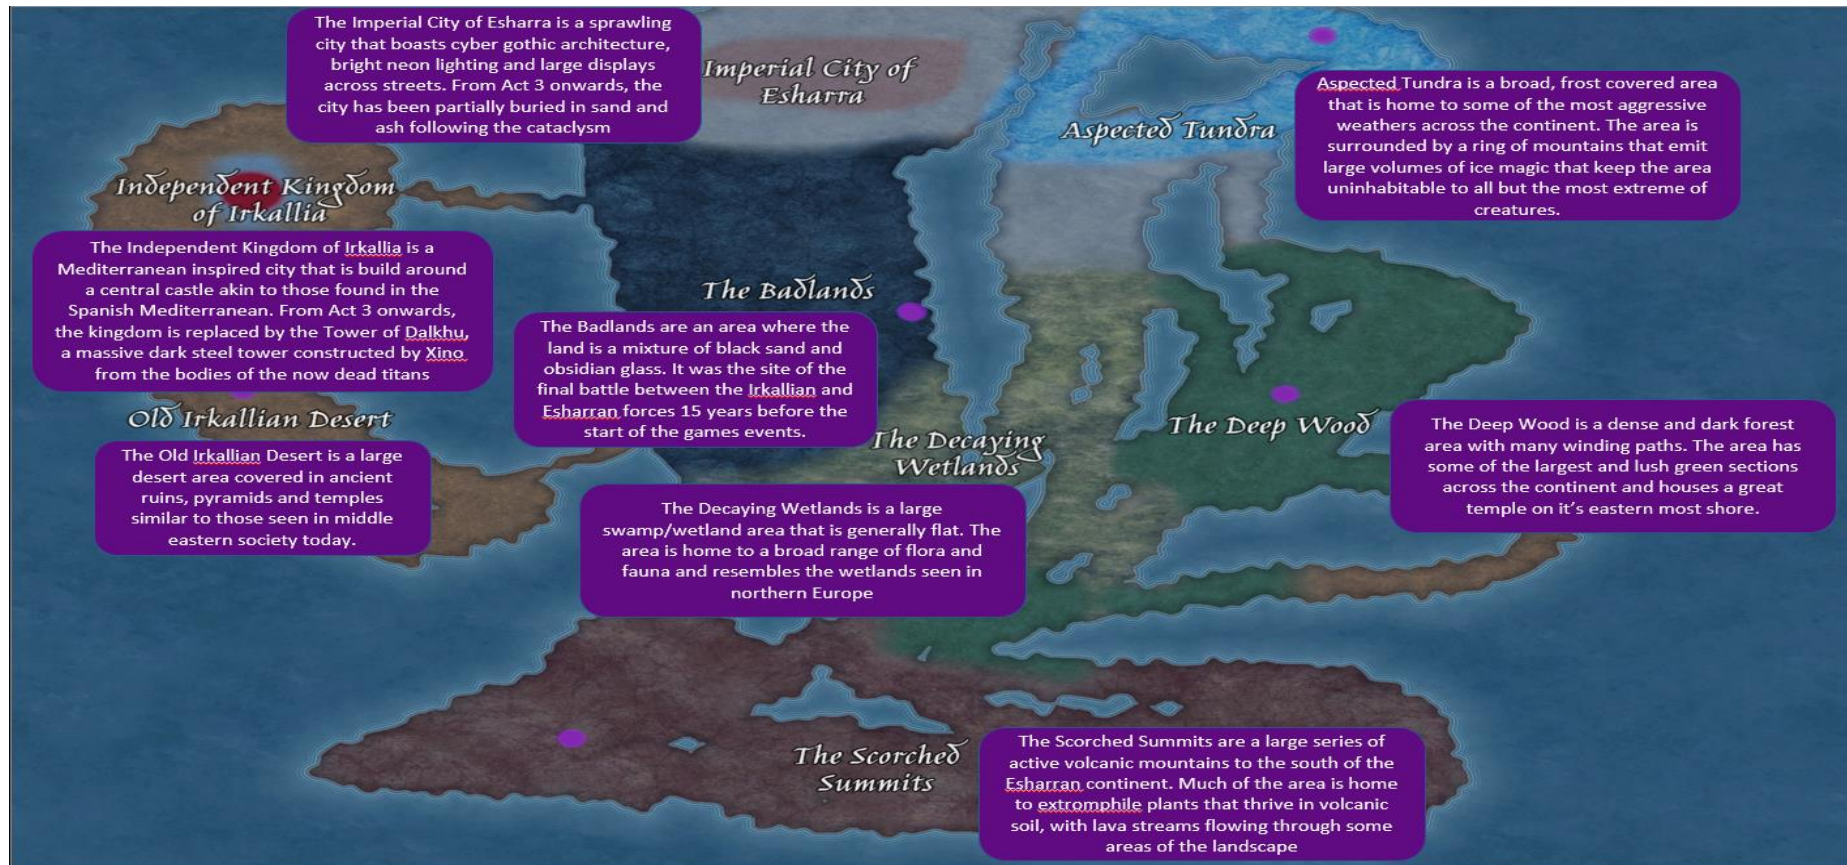 The Imperial City of Esharra is a sprawling
city that boasts cyber gothic architecture,
bright neon lighting and large displays
across streets. From Act 3 onwards, the
city has been partially buried in sand and
ash following the cataclysm
Imperial City of
Esharra
Aspected Tundra
Aspected Tundra is a broad, frost covered area
that is home to some of the most aggressive
weathers across the continent. The area is
surrounded by a ring of mountains that emit
large volumes of ice magic that keep the area
uninhabitable to all but the most extreme of
creatures.
Independent Kingdom
of Irkallia
The Independent Kingdom of Irkallia is a
Mediterranean inspired city that is build around
a central castle akin to those found in the
Spanish Mediterranean. From Act 3 onwards,
the kingdom is replaced by the Tower of Dalkhu,
a massive dark steel tower constructed by Xino
from the bodies of the now dead titans
The Badlands
The Badlands are an area where the
land is a mixture of black sand and
obsidian glass. It was the site of the
final battle between the Irkallian and
Esharran forces 15 years before the
start of the games events.
Old Irkallian Desert
The Old Irkallian Desert is a large
desert area covered in ancient
ruins, pyramids and temples
similar to those seen in middle
eastern society today.
The Decaying
Wetlands
The Decaying Wetlands is a large
swamp/wetland area that is generally flat. The
area is home to a broad range of flora and
fauna and resembles the wetlands seen in
northern Europe
The Deep Wood
The Deep Wood is a dense and dark forest
area with many winding paths. The area has
some of the largest and lush green sections
across the continent and houses a great
temple on it's eastern most shore.
The Scorched
Summits
The Scorched Summits are a large series of
active volcanic mountains to the south of the
Esharran continent. Much of the area is home
to extromphile plants that thrive in volcanic
soil, with lava streams flowing through some
areas of the landscape